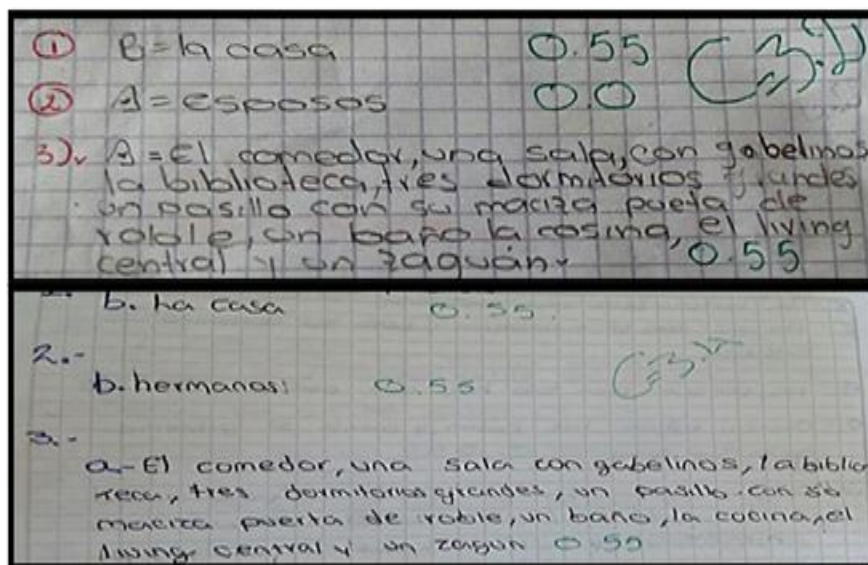 ① B = la casa 0.55
② A = esposos 0.0
3). A = El comedor, una sala, con gobelinos
la biblioteca, tres dormitorios grandes
un pasillo con su maciza pueta de
roble, un baño la cosina, el living
central y un zaguán. 0.55
b. ha casa 0.55
2.-
b. hermanas: 0.55
3.-
a.- El comedor, una sala con gabelinos, la biblio
teca, tres dormitorios grandes, un pasillo con su
maciza puerta de roble, un baño, la cocina, el
living central y un zagun 0.55